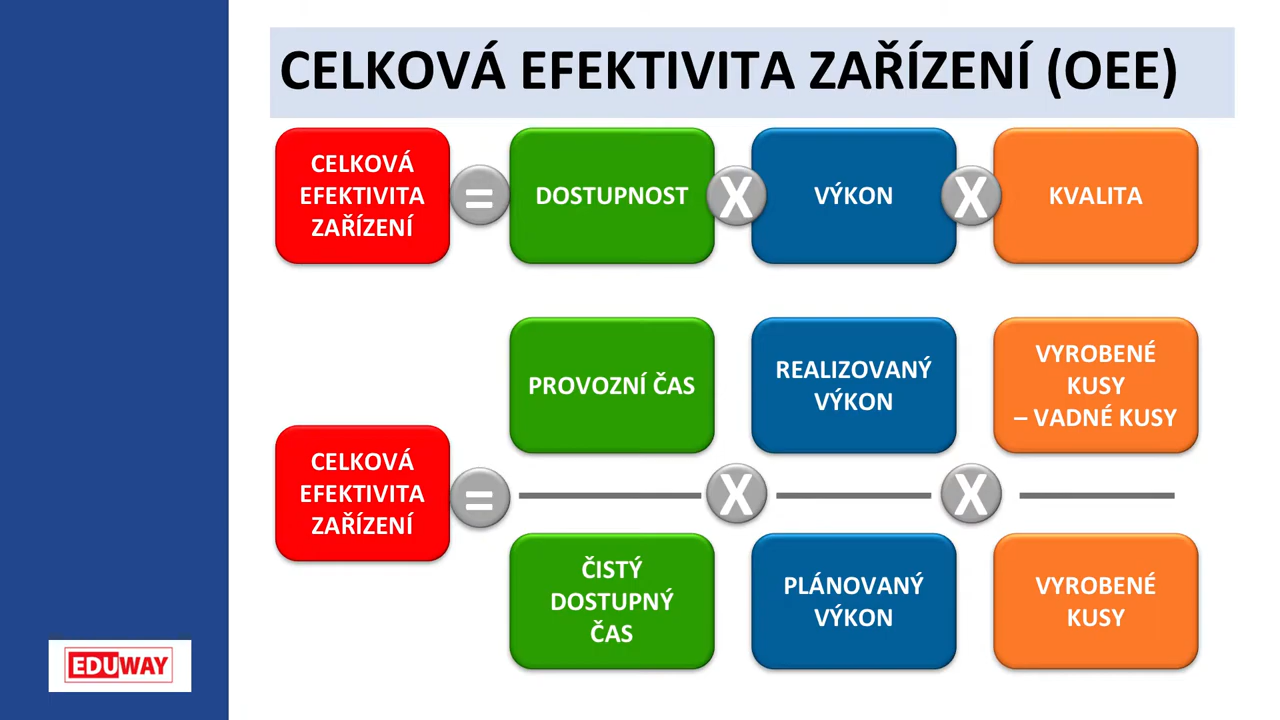 CELKOVÁ EFEKTIVITA ZAŘÍZENÍ (OEE)
CELKOVÁ
EFEKTIVITA
ZAŘÍZENÍ
=
DOSTUPNOST
X
VÝKON
X
KVALITA
PROVOZNÍ ČAS
REALIZOVANÝ
VÝKON
VYROBENÉ
KUSY
– VADNÉ KUSY
CELKOVÁ
EFEKTIVITA
ZAŘÍZENÍ
=
X
X
ČISTÝ
DOSTUPNÝ
ČAS
PLÁNOVANÝ
VÝKON
VYROBENÉ
KUSY
EDUWAY